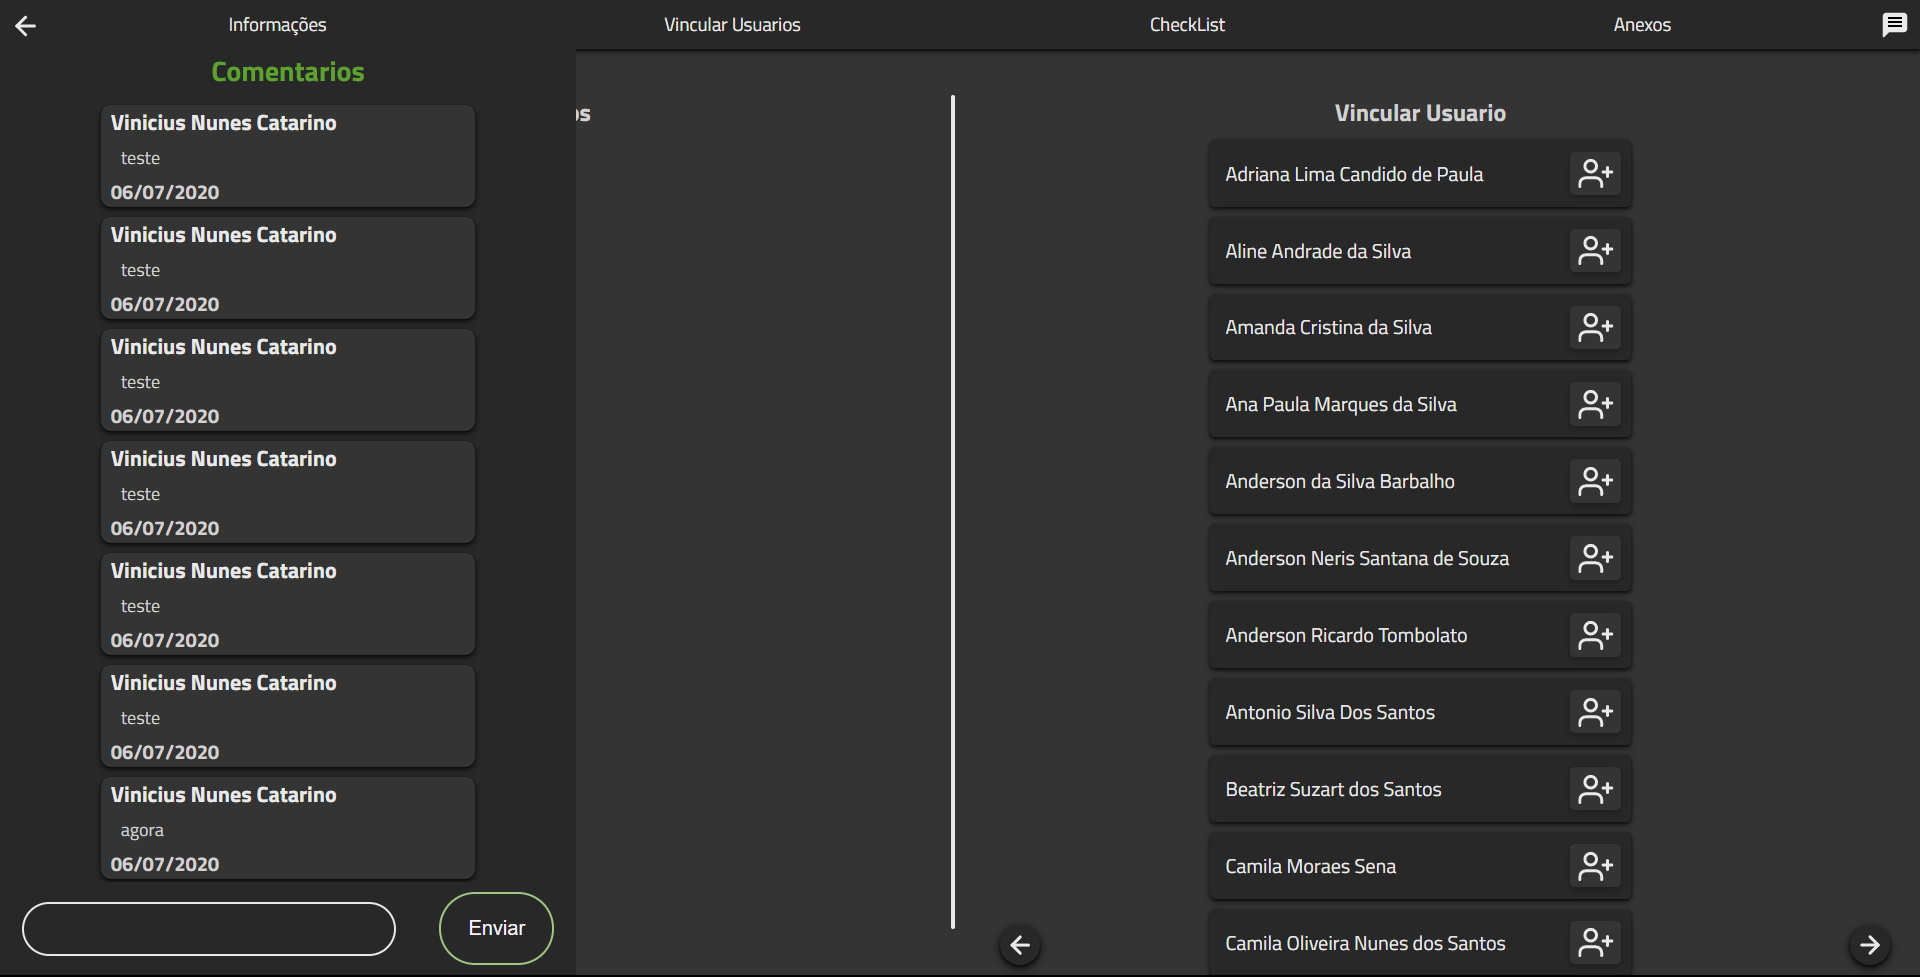 Informações
Vincular Usuarios
CheckList
Anexos
Comentarios
Vinicius Nunes Catarino
teste
06/07/2020
Vinicius Nunes Catarino
teste
06/07/2020
Vinicius Nunes Catarino
teste
06/07/2020
Vinicius Nunes Catarino
teste
06/07/2020
Vinicius Nunes Catarino
teste
06/07/2020
Vinicius Nunes Catarino
teste
06/07/2020
Vinicius Nunes Catarino
agora
06/07/2020
Enviar
Vincular Usuario
Adriana Lima Candido de Paula
Aline Andrade da Silva
Amanda Cristina da Silva
Ana Paula Marques da Silva
Anderson da Silva Barbalho
Anderson Neris Santana de Souza
Anderson Ricardo Tombolato
Antonio Silva Dos Santos
Beatriz Suzart dos Santos
Camila Moraes Sena
Camila Oliveira Nunes dos Santos